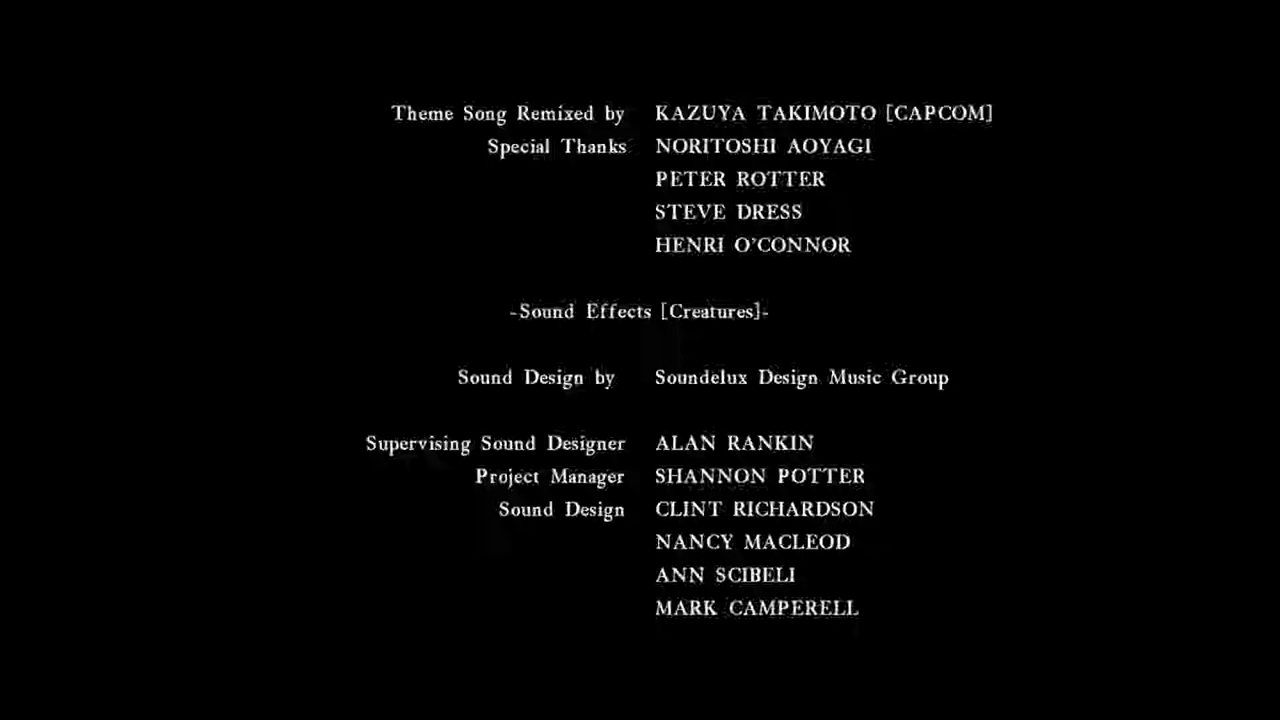 Theme Song Remixed by KAZUYA TAKIMOTO [CAPCOM]
Special Thanks NORITOSHI AOYAGI
PETER ROTTER
STEVE DRESS
HENRI O'CONNOR
-Sound Effects [Creatures]-
Sound Design by Soundelux Design Music Group
Supervising Sound Designer ALAN RANKIN
Project Manager SHANNON POTTER
Sound Design CLINT RICHARDSON
NANCY MACLEOD
ANN SCIBELI
MARK CAMPERELL